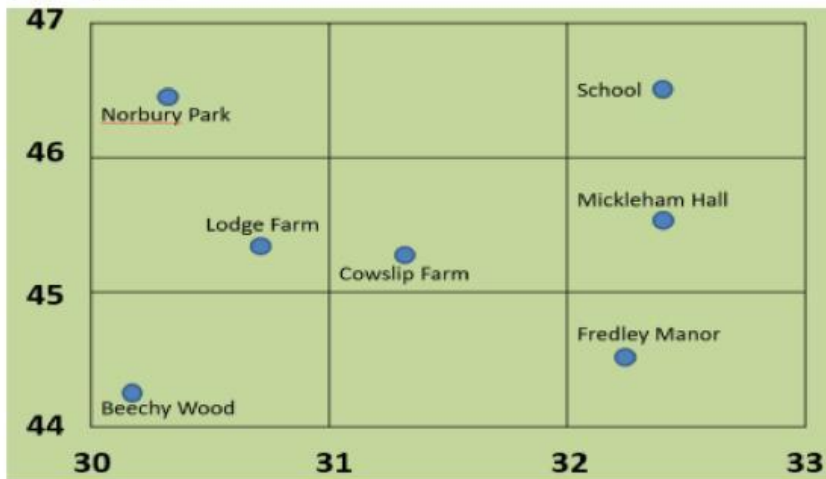 47
Norbury Park
School
46
Lodge Farm
Mickleham Hall
Cowslip Farm
45
Fredley Manor
Beechy Wood
44
30 31 32 33